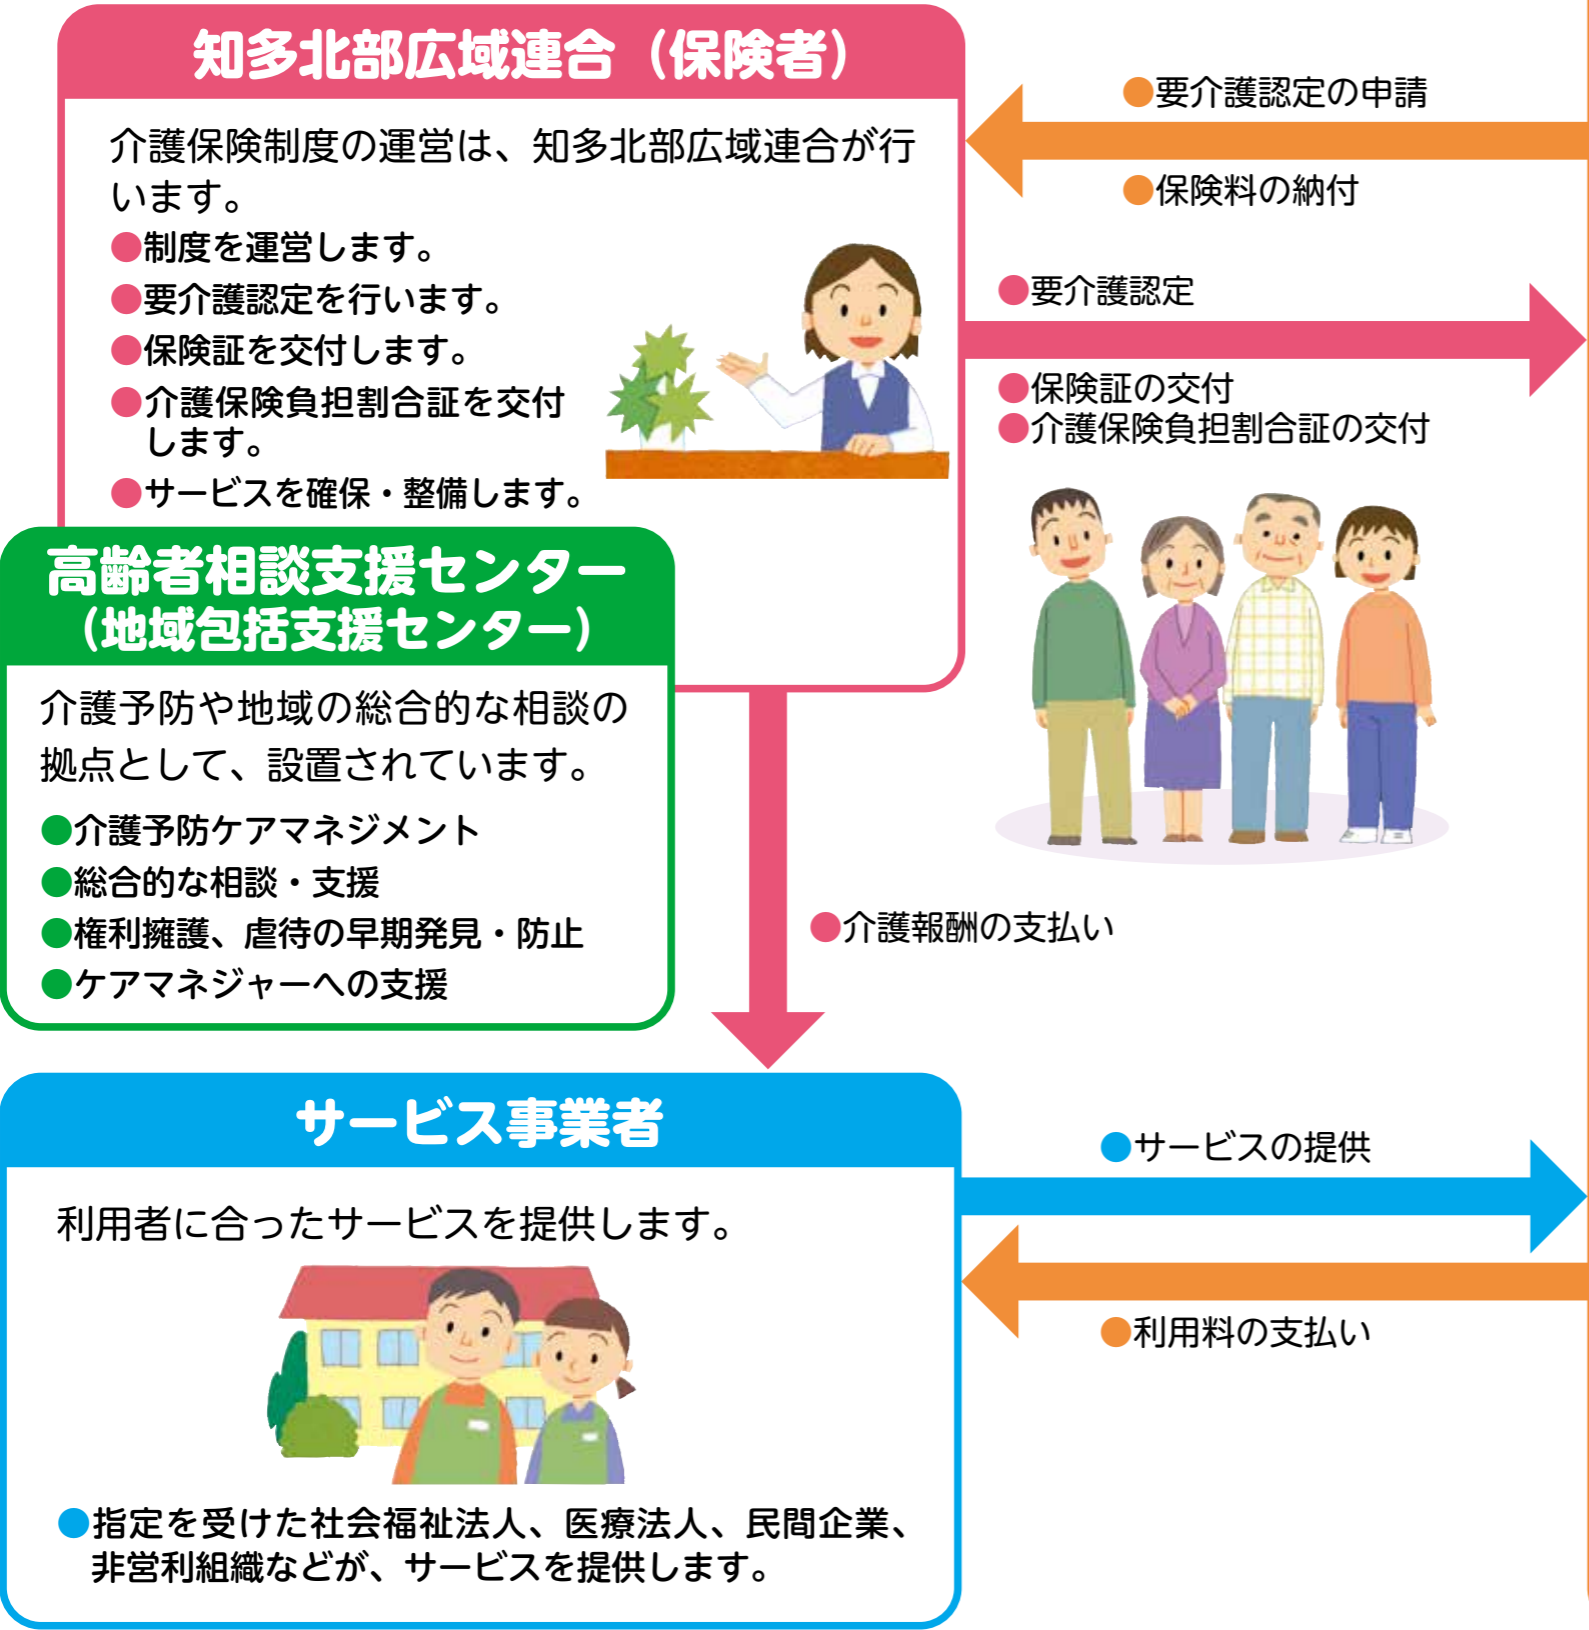 知多北部広域連合（保険者）
介護保険制度の運営は、知多北部広域連合が行
います。
●制度を運営します。
●要介護認定を行います。
●保険証を交付します。
●介護保険負担割合証を交付
します。
●サービスを確保・整備します。
●要介護認定の申請
●保険料の納付
●要介護認定
●保険証の交付
●介護保険負担割合証の交付
高齢者相談支援センター
（地域包括支援センター）
介護予防や地域の総合的な相談の
拠点として、設置されています。
●介護予防ケアマネジメント
●総合的な相談・支援
●権利擁護、虐待の早期発見・防止
●ケアマネジャーへの支援
●介護報酬の支払い
サービス事業者
利用者に合ったサービスを提供します。
●指定を受けた社会福祉法人、医療法人、民間企業、
非営利組織などが、サービスを提供します。
●サービスの提供
●利用料の支払い